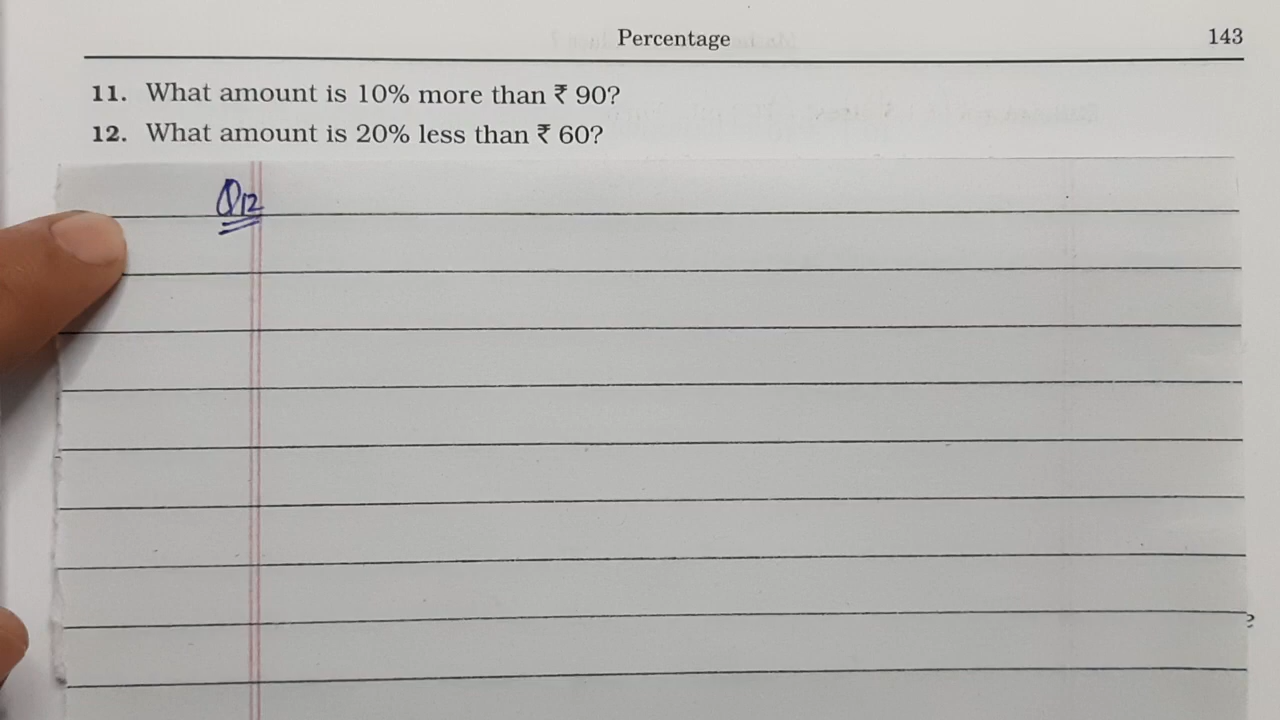 Percentage 143
11. What amount is 10% more than ₹ 90?
12. What amount is 20% less than ₹ 60?
Q12